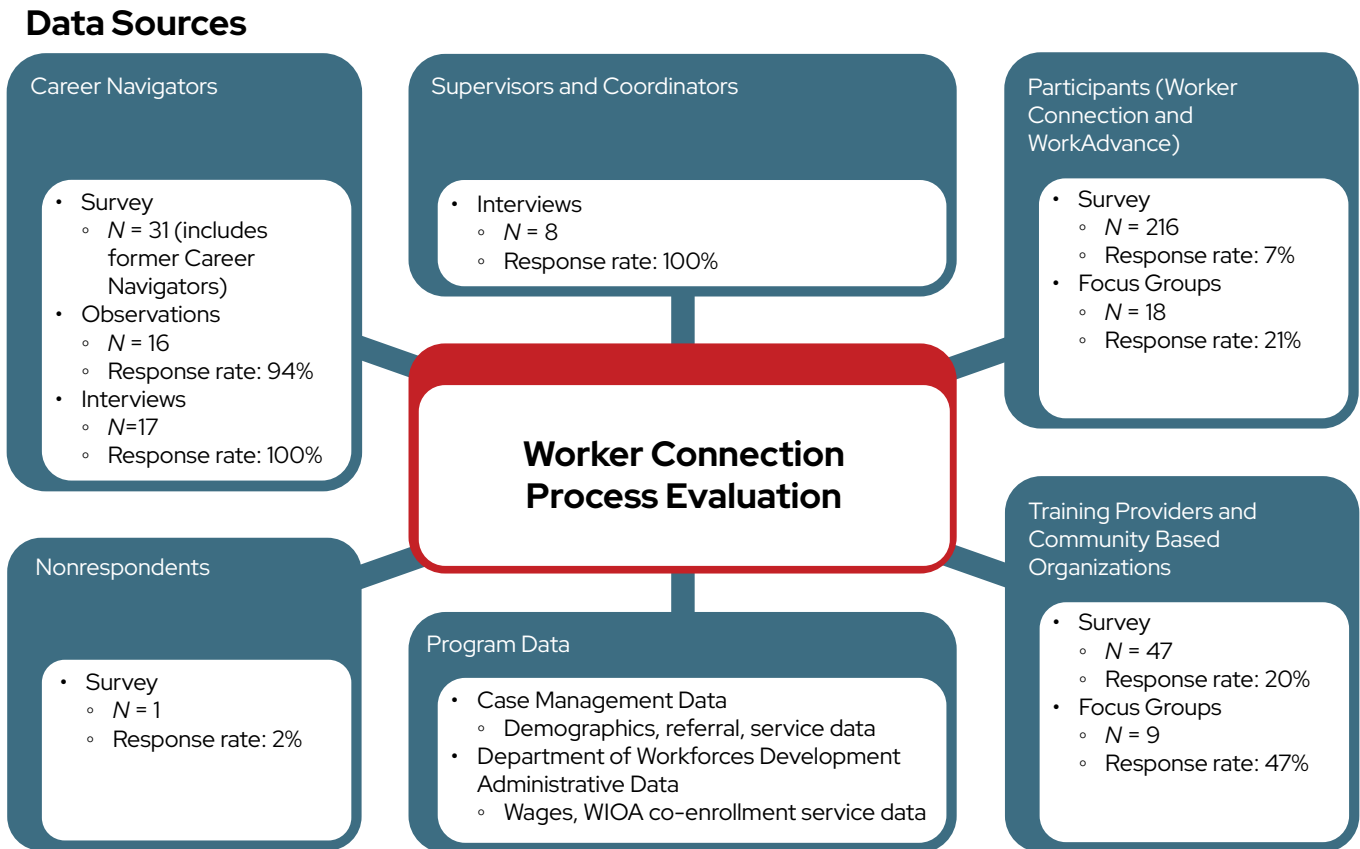 Data Sources
Career Navigators
• Survey
◦ N = 31 (includes
former Career
Navigators)
• Observations
◦ N = 16
◦ Response rate: 94%
• Interviews
◦ N=17
◦ Response rate: 100%
Supervisors and Coordinators
• Interviews
◦ N = 8
◦ Response rate: 100%
Participants (Worker
Connection and
WorkAdvance)
• Survey
◦ N = 216
◦ Response rate: 7%
• Focus Groups
◦ N = 18
◦ Response rate: 21%
Worker Connection
Process Evaluation
Nonrespondents
• Survey
◦ N = 1
◦ Response rate: 2%
Program Data
• Case Management Data
◦ Demographics, referral, service data
• Department of Workforces Development
Administrative Data
◦ Wages, WIOA co-enrollment service data
Training Providers and
Community Based
Organizations
• Survey
◦ N = 47
◦ Response rate: 20%
• Focus Groups
◦ N = 9
◦ Response rate: 47%